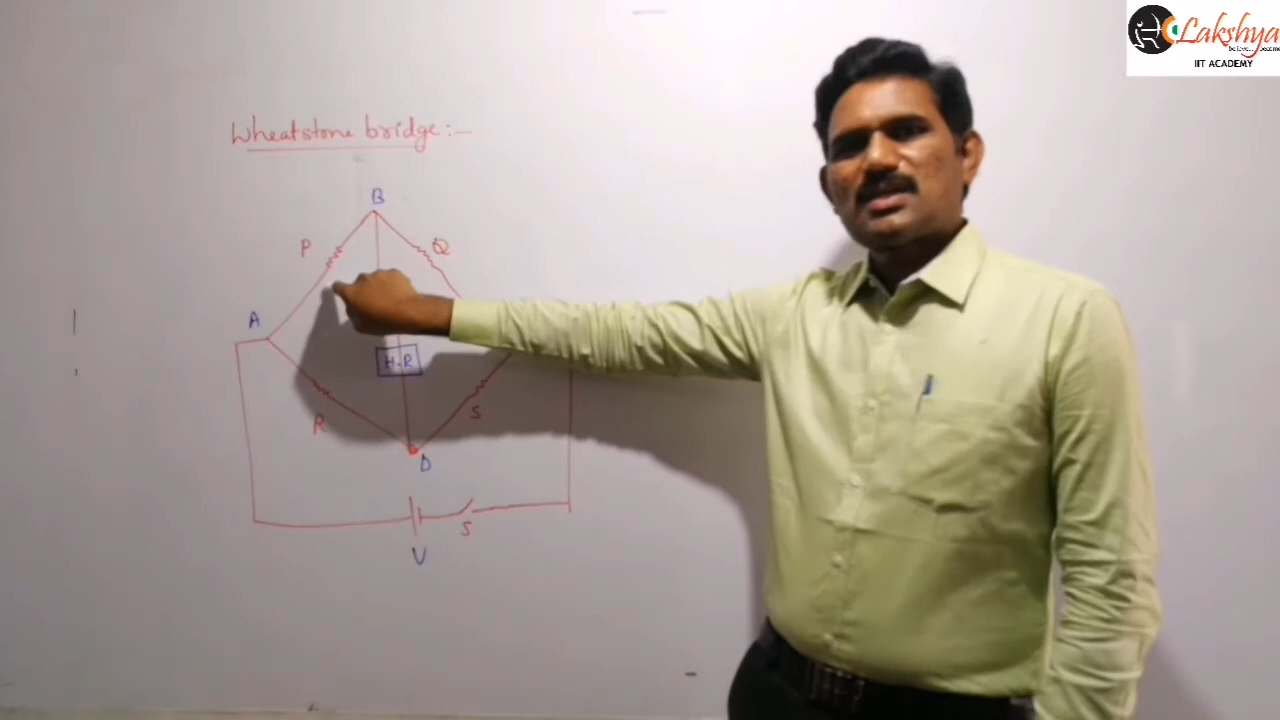 Lakshya
IIT ACADEMY
Wheatstone bridge:-
B
P
Q
A
H.R
R
S
D
S
V